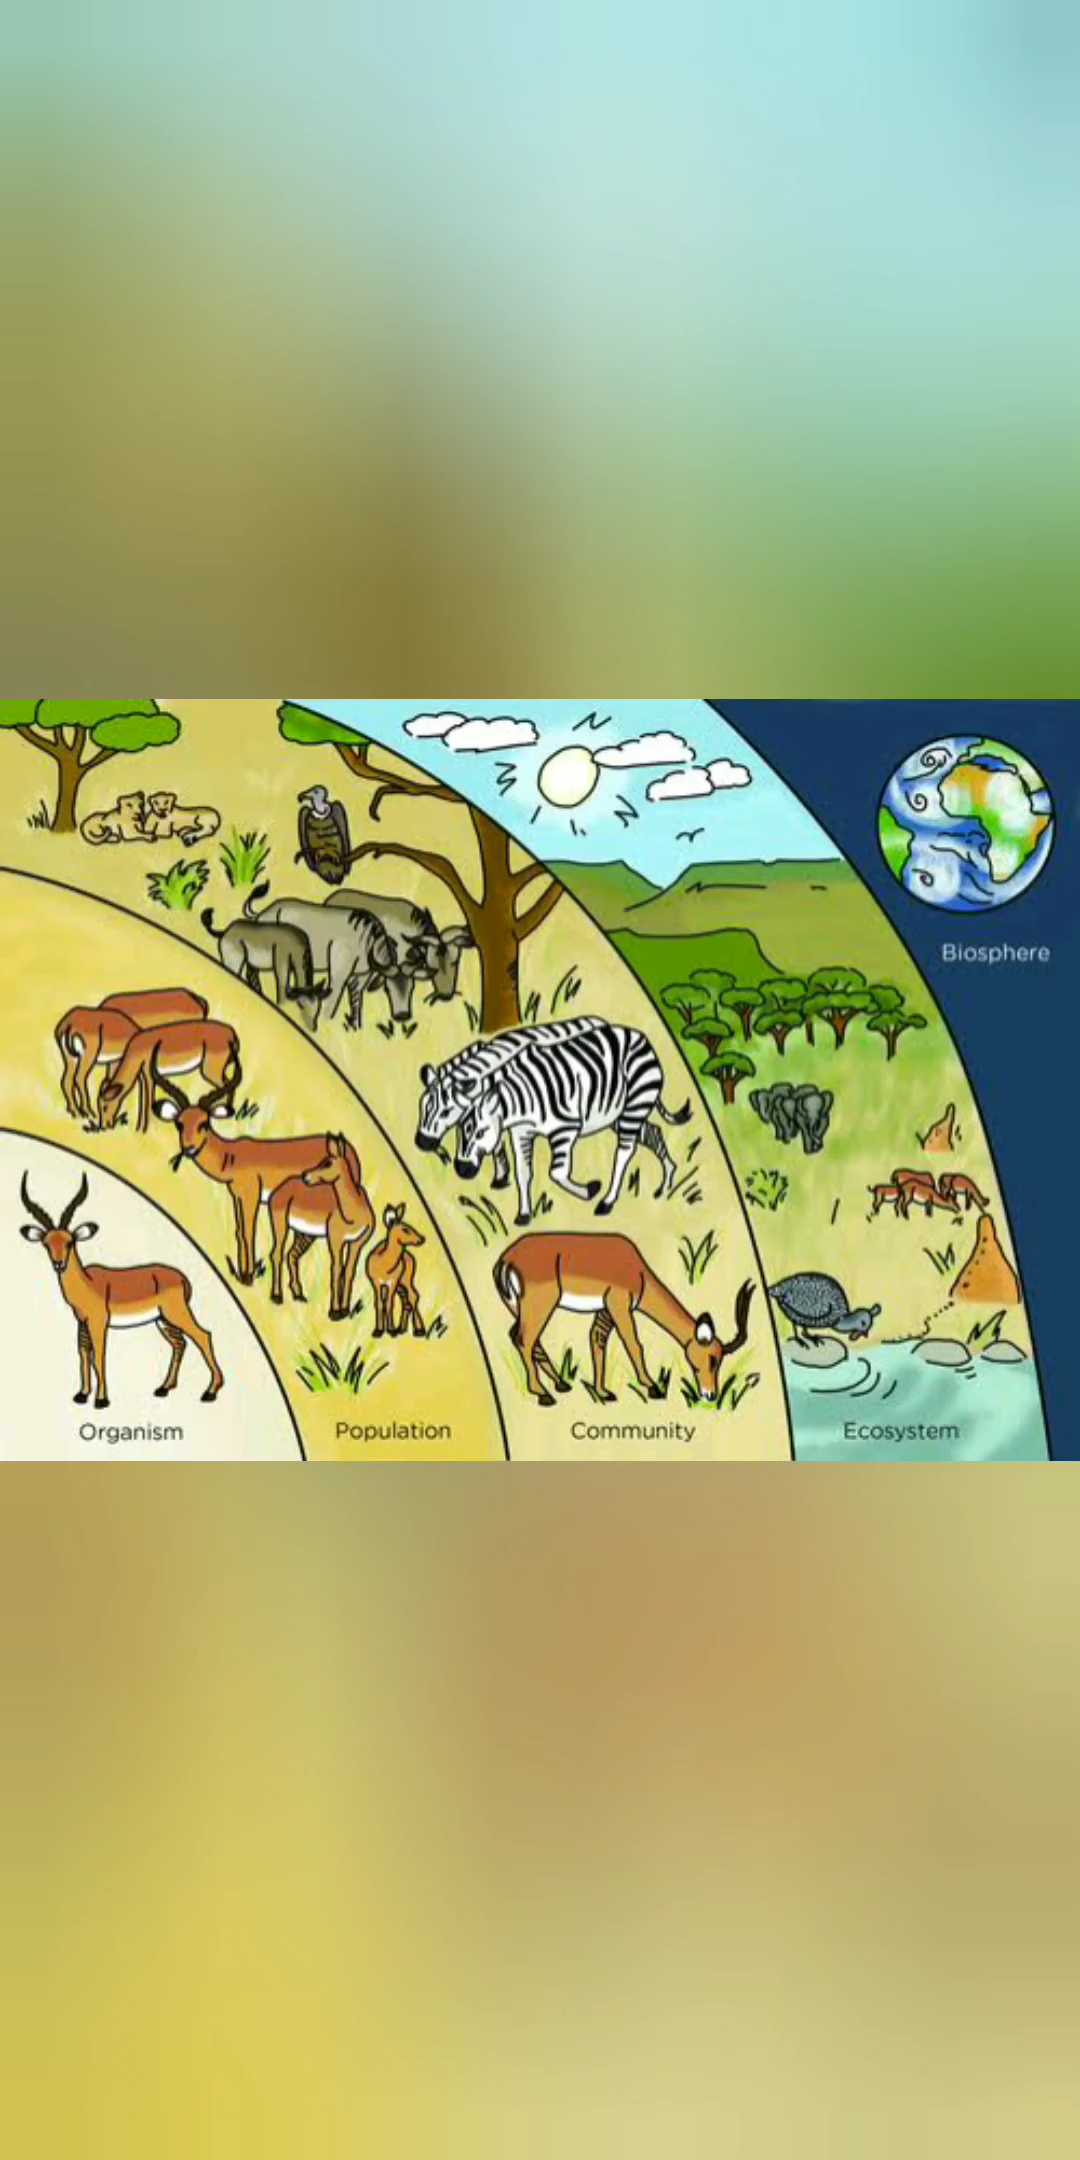 Biosphere
Organism
Population
Community
Ecosystem